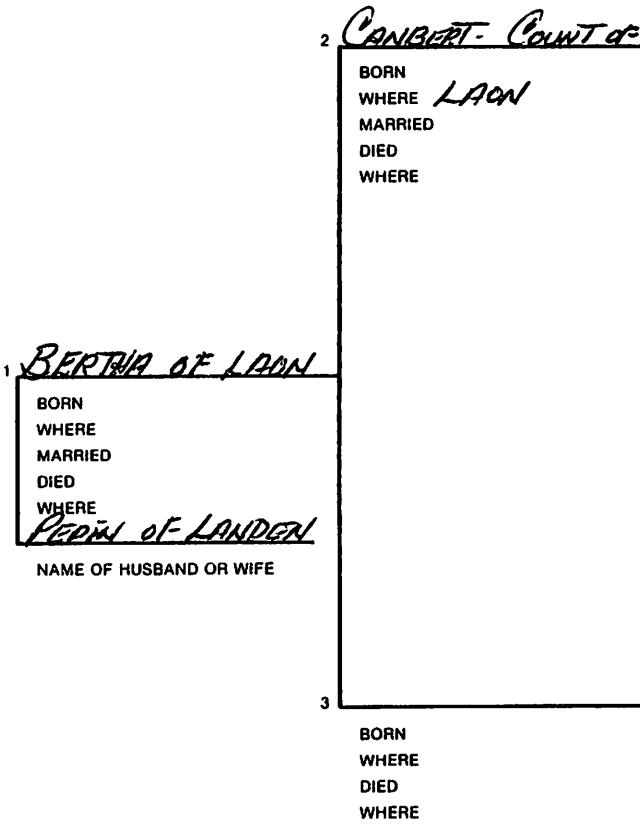 2 CANBERT - COUNT OF
BORN
WHERE LAON
MARRIED
DIED
WHERE
1 BERTHA OF LAON
BORN
WHERE
MARRIED
DIED
WHERE
PEPIN OF LANDEN
NAME OF HUSBAND OR WIFE
3
BORN
WHERE
DIED
WHERE